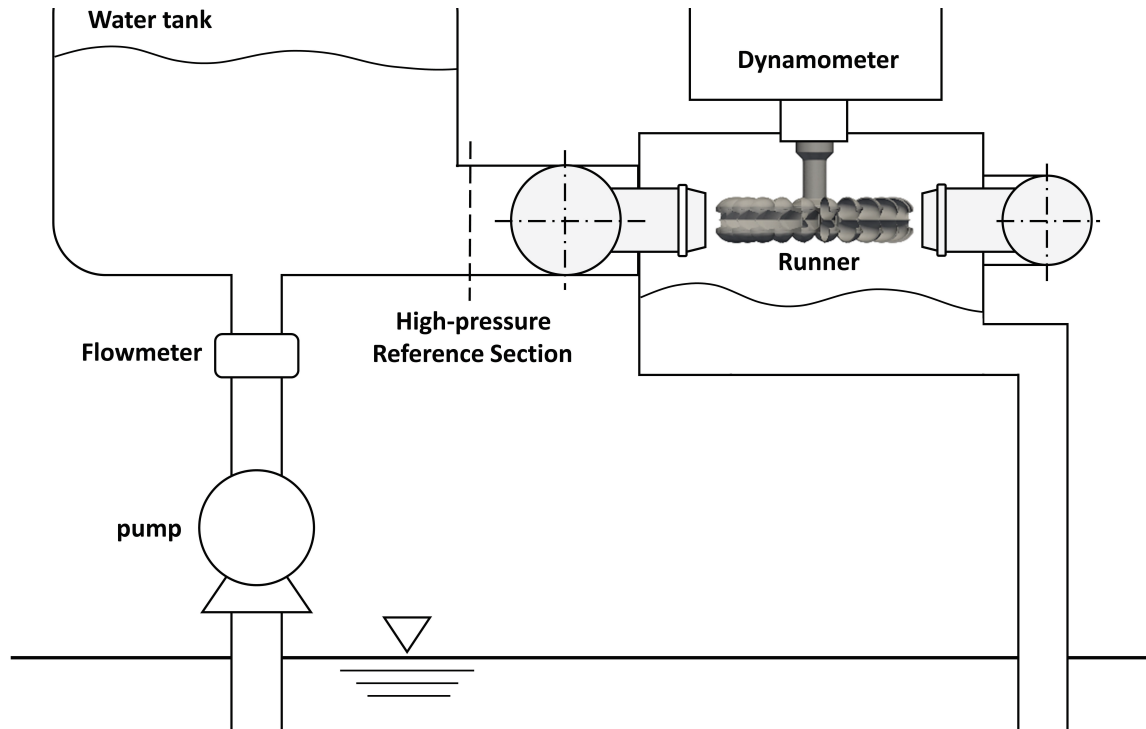 Water tank
Dynamometer
Runner
High-pressure
Reference Section
Flowmeter
pump